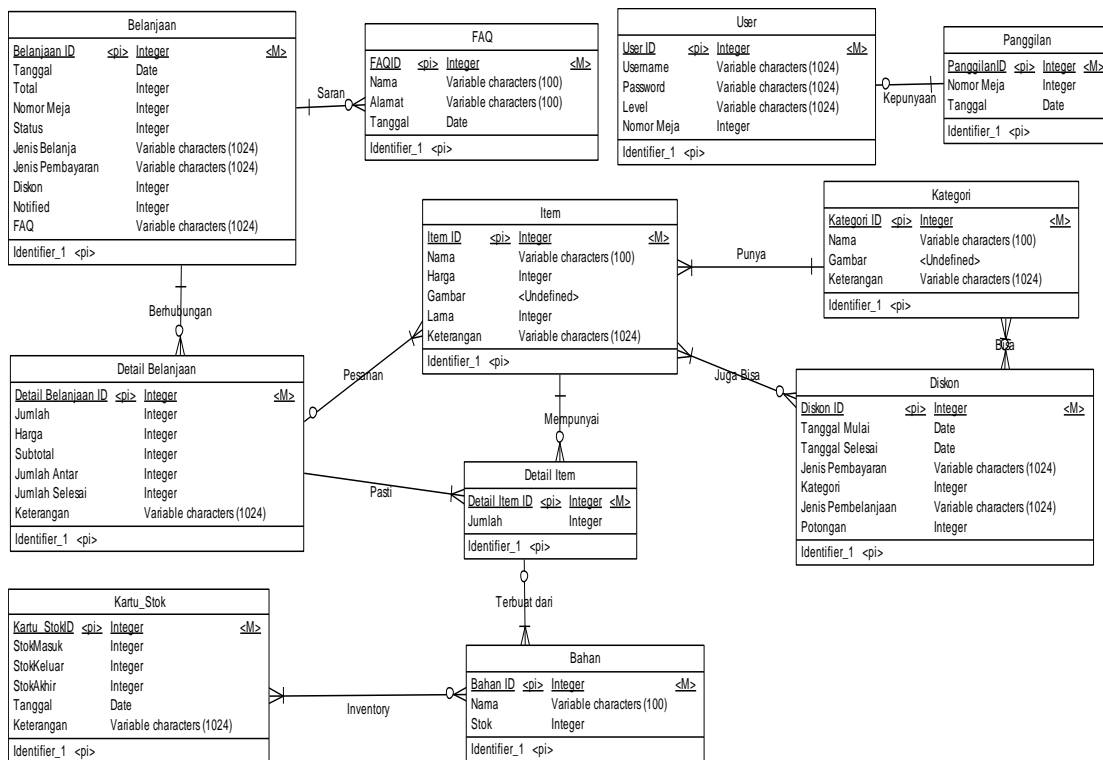 Belanjaan
Belanjaan ID <pi> Integer <M>
Tanggal Date
Total Integer
Nomor Meja Integer
Status Integer
Jenis Belanja Variable characters (1024)
Jenis Pembayaran Variable characters (1024)
Diskon Integer
Notified Integer
FAQ Variable characters (1024)
Identifier_1 <pi>
Saran
FAQ
FAQID <pi> Integer <M>
Nama Variable characters (100)
Alamat Variable characters (100)
Tanggal Date
Identifier_1 <pi>
User
User ID <pi> Integer <M>
Username Variable characters (1024)
Password Variable characters (1024)
Level Variable characters (1024)
Nomor Meja Integer
Identifier_1 <pi>
Kepunyaan
Panggilan
PanggilanID <pi> Integer <M>
Nomor Meja Integer
Tanggal Date
Identifier_1 <pi>
Item
Item ID <pi> Integer <M>
Nama Variable characters (100)
Harga Integer
Gambar <Undefined>
Lama Integer
Keterangan Variable characters (1024)
Identifier_1 <pi>
Punya
Kategori
Kategori ID <pi> Integer <M>
Nama Variable characters (100)
Gambar <Undefined>
Keterangan Variable characters (1024)
Identifier_1 <pi>
Berhubungan
Pesanan
Juga Bisa
Bisa
Detail Belanjaan
Detail Belanjaan ID <pi> Integer <M>
Jumlah Integer
Harga Integer
Subtotal Integer
Jumlah Antar Integer
Jumlah Selesai Integer
Keterangan Variable characters (1024)
Identifier_1 <pi>
Pasti
Mempunyai
Detail Item
Detail Item ID <pi> Integer <M>
Jumlah Integer
Identifier_1 <pi>
Diskon
Diskon ID <pi> Integer <M>
Tanggal Mulai Date
Tanggal Selesai Date
Jenis Pembayaran Variable characters (1024)
Kategori Integer
Jenis Pembelanjaan Variable characters (1024)
Potongan Integer
Identifier_1 <pi>
Terbuat dari
Kartu_Stok
Kartu_StokID <pi> Integer <M>
StokMasuk Integer
StokKeluar Integer
StokAkhir Integer
Tanggal Date
Keterangan Variable characters (1024)
Identifier_1 <pi>
Inventory
Bahan
Bahan ID <pi> Integer <M>
Nama Variable characters (100)
Stok Integer
Identifier_1 <pi>